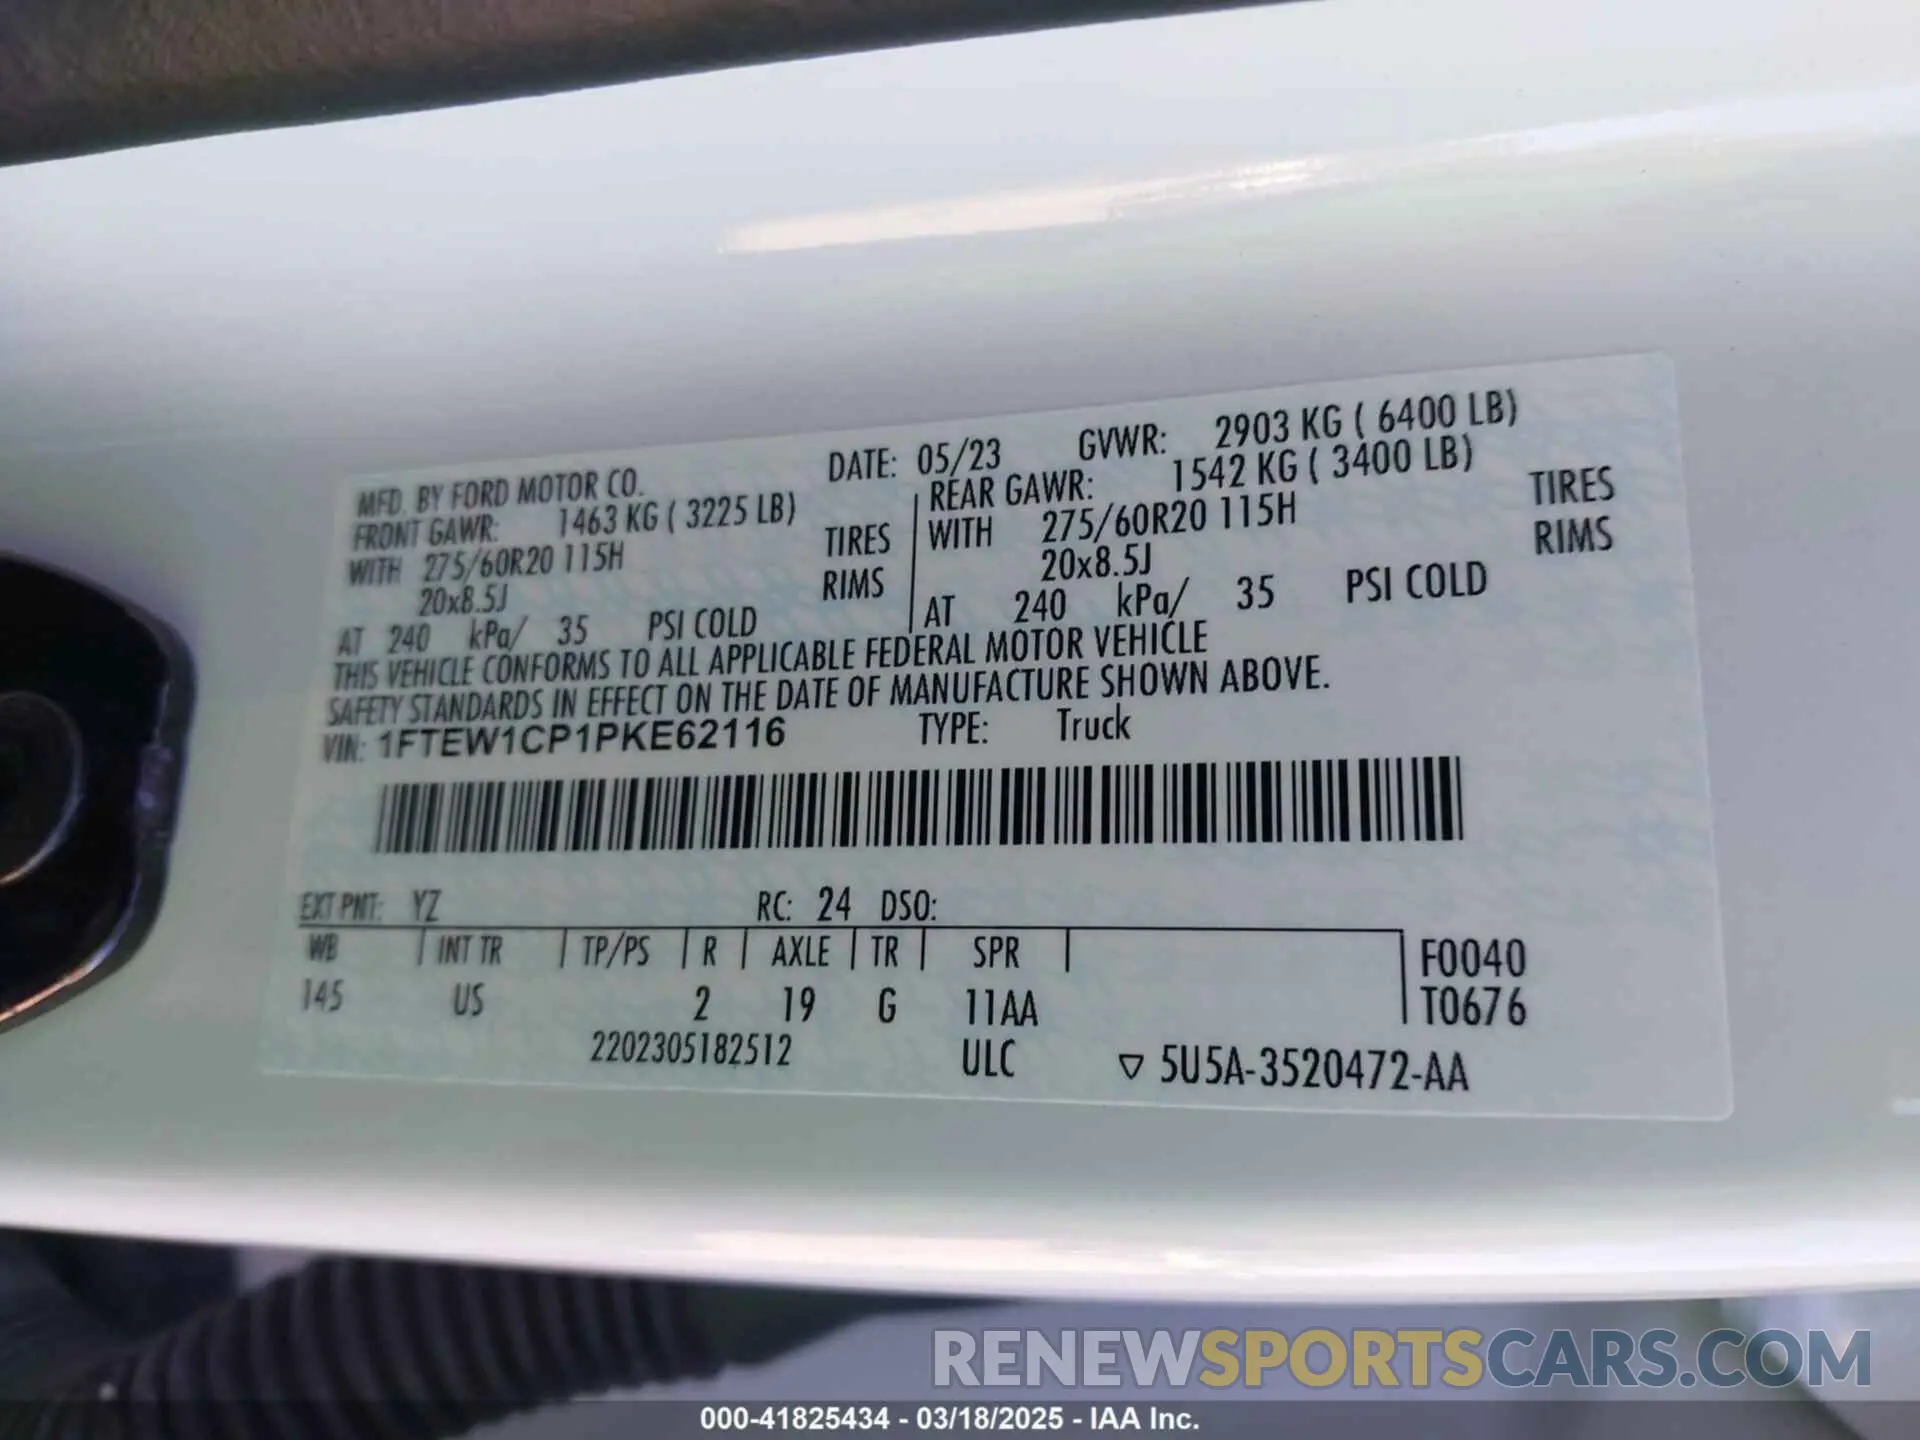 MFD. BY FORD MOTOR CO. DATE: 05/23 GVWR: 2903 KG ( 6400 LB)
FRONT GAWR: 1463 KG ( 3225 LB) REAR GAWR: 1542 KG ( 3400 LB)
WITH 275/60R20 115H TIRES WITH 275/60R20 115H TIRES
20x8.5J RIMS 20x8.5J RIMS
AT 240 kPa/ 35 PSI COLD AT 240 kPa/ 35 PSI COLD
THIS VEHICLE CONFORMS TO ALL APPLICABLE FEDERAL MOTOR VEHICLE
SAFETY STANDARDS IN EFFECT ON THE DATE OF MANUFACTURE SHOWN ABOVE.
VIN: 1FTEW1CP1PKE62116 TYPE: Truck
EXT PNT: YZ RC: 24 DSO:
WB INT TR TP/PS R AXLE TR SPR F0040
145 US 2 19 G 11AA T0676
2202305182512 ULC ▽ 5U5A-3520472-AA
RENEWSPORTSCARS.COM
000-41825434 - 03/18/2025 - IAA Inc.